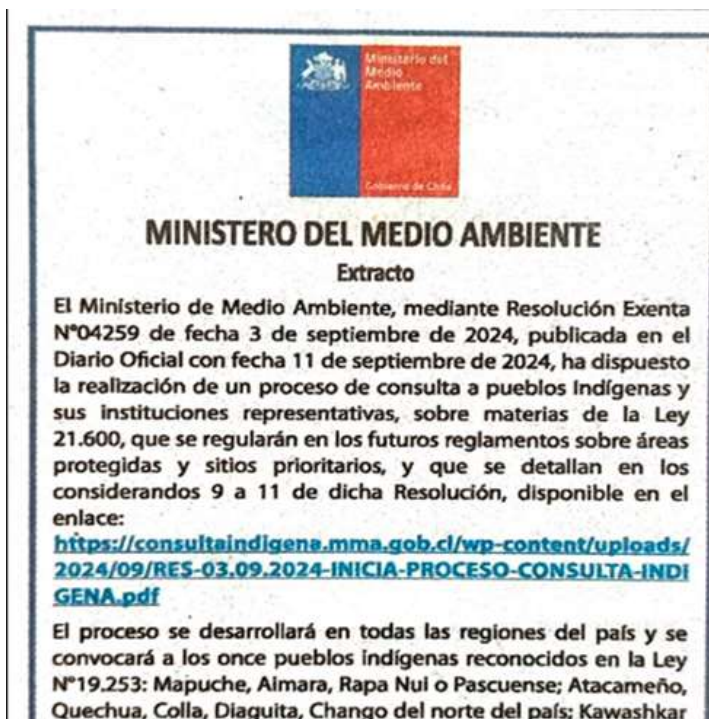 Ministerio del
Medio
Ambiente
Gobierno de Chile
MINISTERO DEL MEDIO AMBIENTE
Extracto
El Ministerio de Medio Ambiente, mediante Resolución Exenta
N°04259 de fecha 3 de septiembre de 2024, publicada en el
Diario Oficial con fecha 11 de septiembre de 2024, ha dispuesto
la realización de un proceso de consulta a pueblos Indígenas y
sus instituciones representativas, sobre materias de la Ley
21.600, que se regularán en los futuros reglamentos sobre áreas
protegidas y sitios prioritarios, y que se detallan en los
considerandos 9 a 11 de dicha Resolución, disponible en el
enlace:
https://consultaindigena.mma.gob.cl/wp-content/uploads/
2024/09/RES-03.09.2024-INICIA-PROCESO-CONSULTA-INDI
GENA.pdf
El proceso se desarrollará en todas las regiones del país y se
convocará a los once pueblos indígenas reconocidos en la Ley
N°19.253: Mapuche, Aimara, Rapa Nui o Pascuense; Atacameño,
Quechua, Colla, Diaguita, Chango del norte del país; Kawashkar